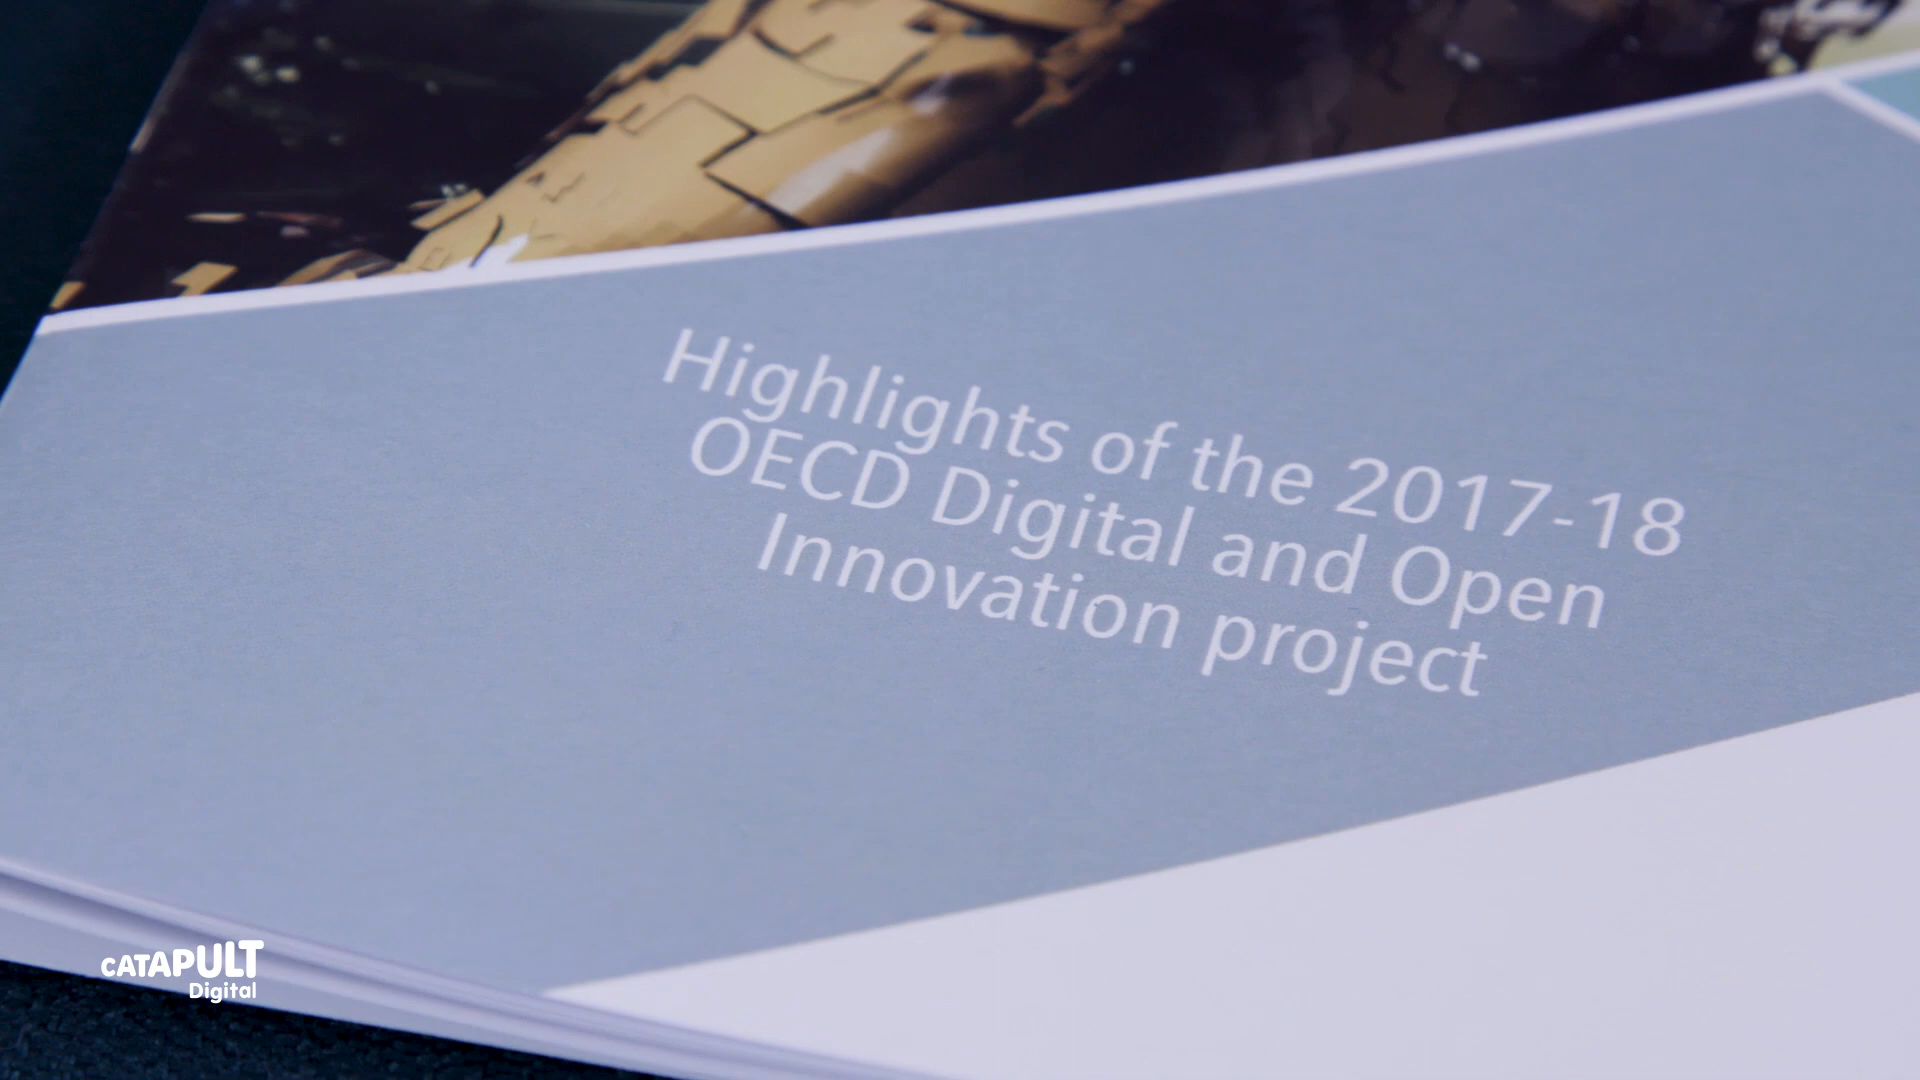 Highlights of the 2017-18
OECD Digital and Open
Innovation project
CATAPULT
Digital